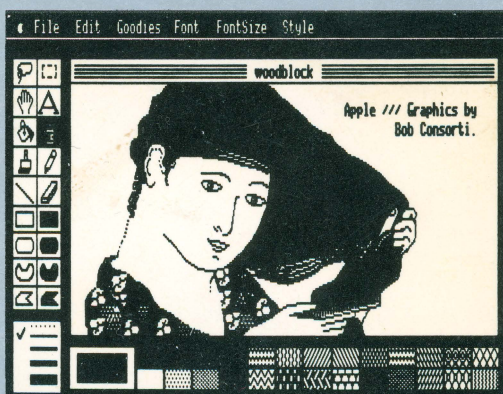 File Edit Goodies Font FontSize Style
woodblock
A
Apple /// Graphics by
Bob Consorti.